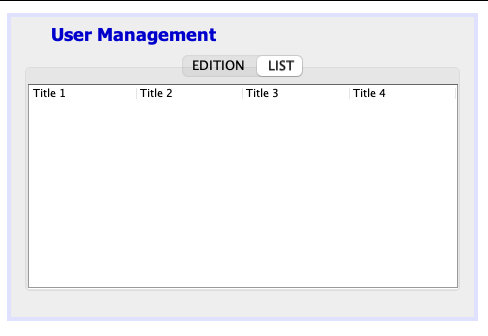 User Management
EDITION LIST
Title 1 Title 2 Title 3 Title 4